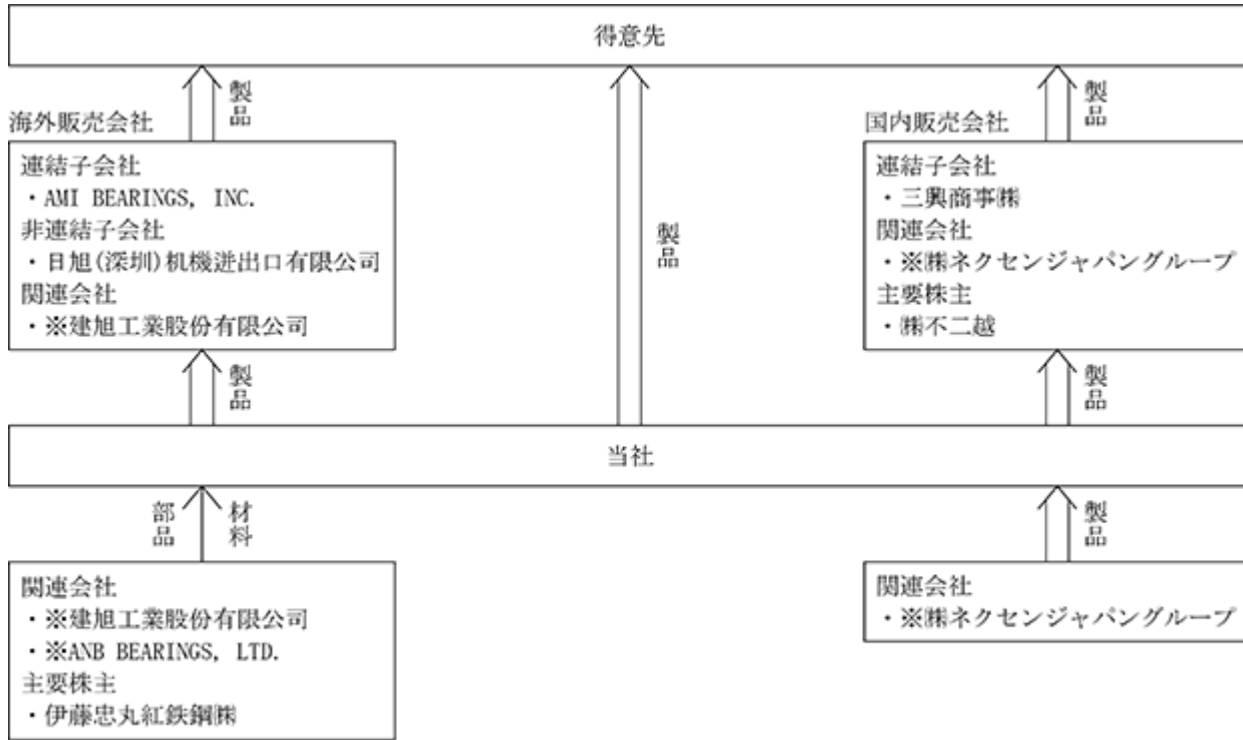 得意先
製品
製品
海外販売会社
国内販売会社
連結子会社
・AMI BEARINGS, INC.
非連結子会社
・日旭(深圳)机機迸出口有限公司
関連会社
・※建旭工業股份有限公司
製品
連結子会社
・三興商事㈱
関連会社
・※㈱ネクセンジャパングループ
主要株主
・㈱不二越
製品
製品
当社
部品
材料
製品
関連会社
・※建旭工業股份有限公司
・※ANB BEARINGS, LTD.
主要株主
・伊藤忠丸紅鉄鋼㈱
関連会社
・※㈱ネクセンジャパングループ